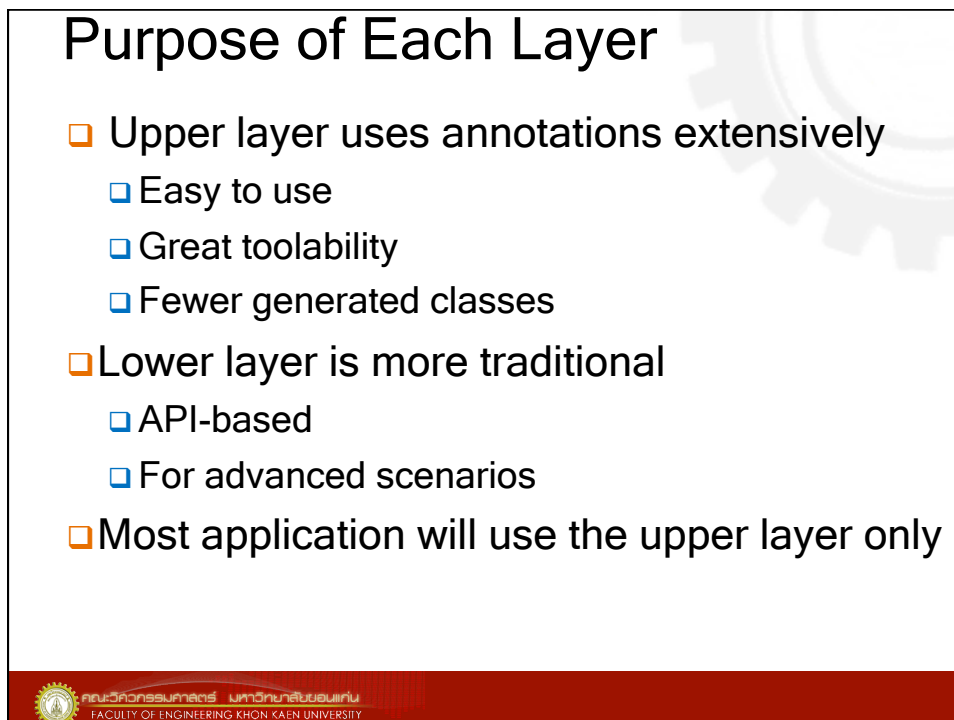 Purpose of Each Layer
Upper layer uses annotations extensively
Easy to use
Great toolability
Fewer generated classes
Lower layer is more traditional
API-based
For advanced scenarios
Most application will use the upper layer only
คณะวิศวกรรมศาสตร์ มหาวิทยาลัยขอนแก่น
FACULTY OF ENGINEERING KHON KAEN UNIVERSITY